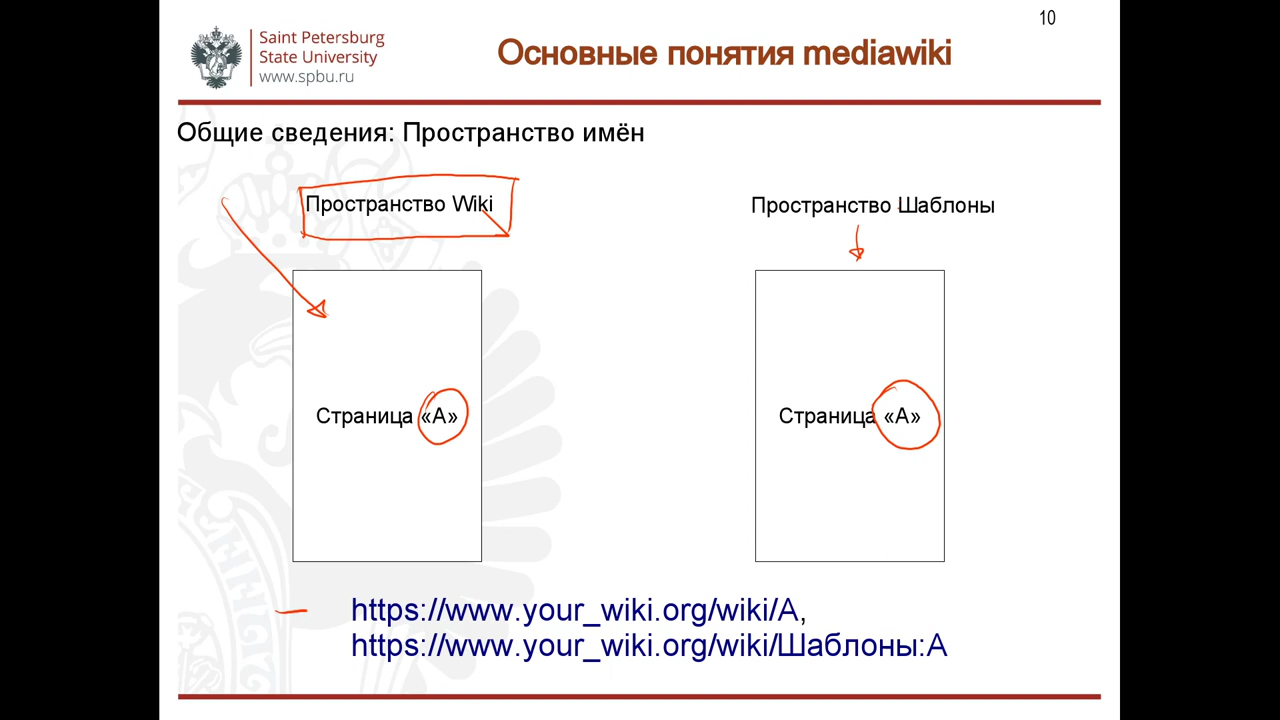 10
Saint Petersburg
State University
www.spbu.ru
Основные понятия mediawiki
Общие сведения: Пространство имён
Пространство Wiki
Пространство Шаблоны
Страница «А»
Страница «А»
https://www.your_wiki.org/wiki/А,
https://www.your_wiki.org/wiki/Шаблоны:А